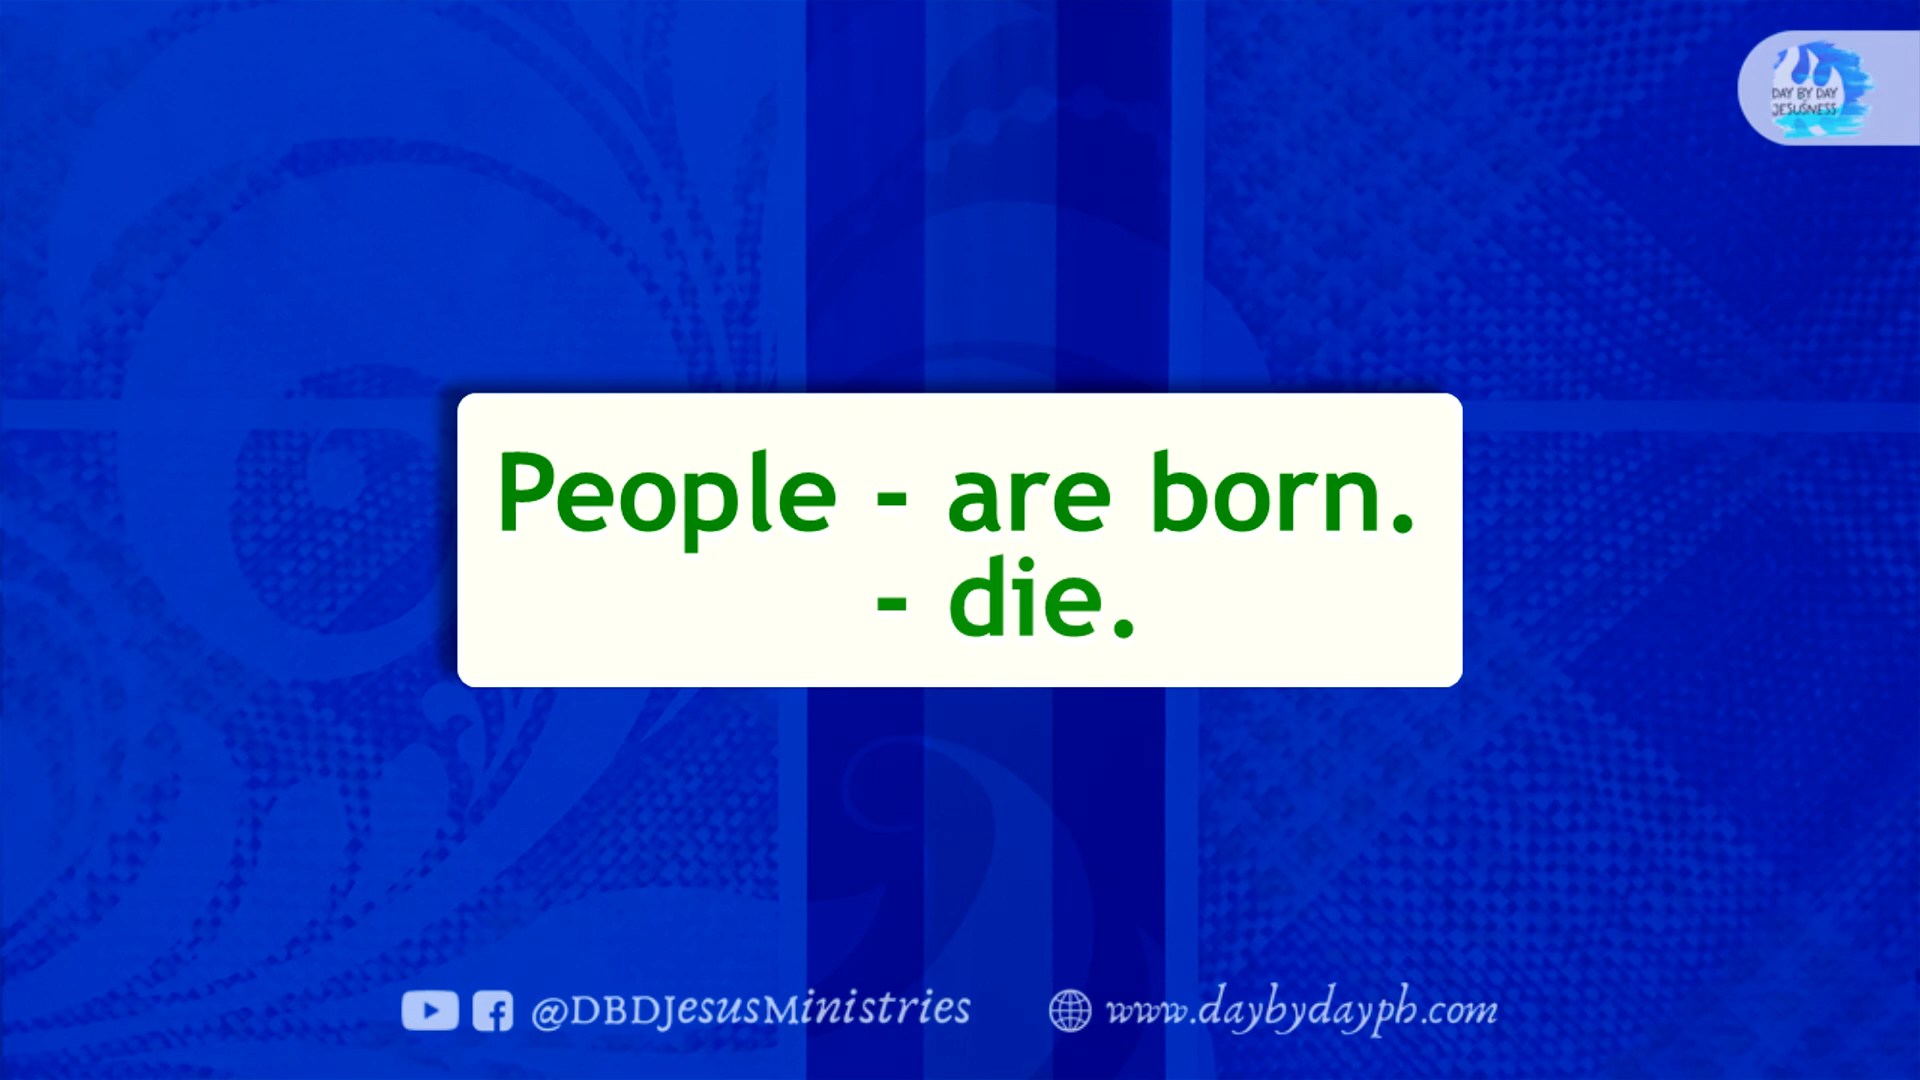 DAY BY DAY
JESUSNESS
People - are born.
- die.
@DBDJesusMinistries
www.daybydayph.com